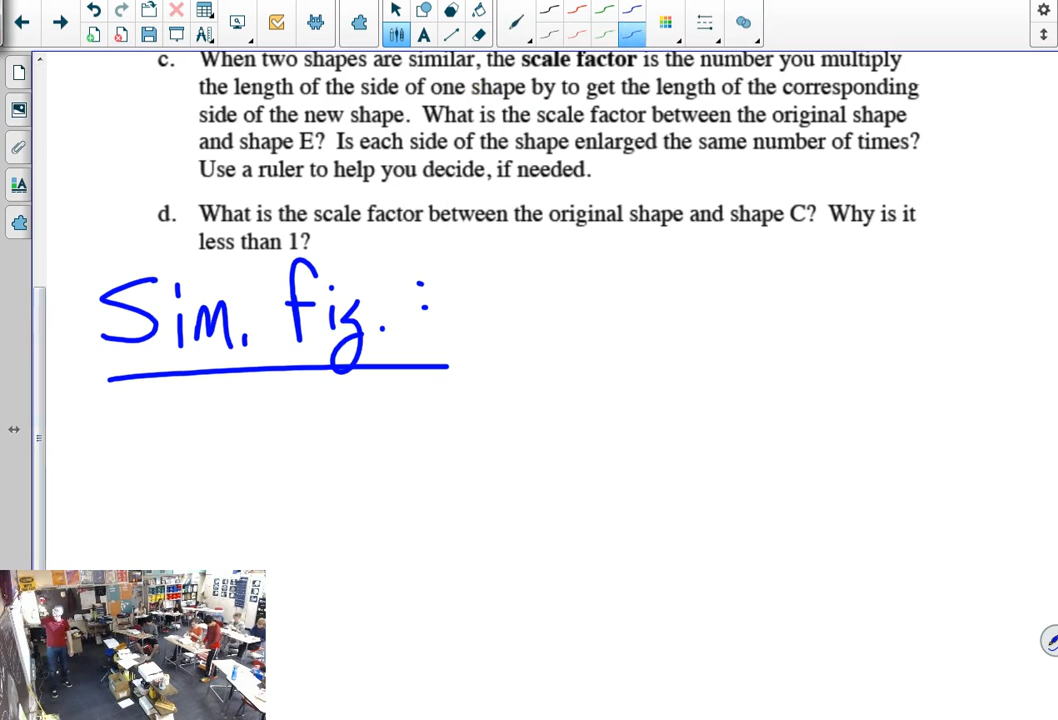 c. When two shapes are similar, the scale factor is the number you multiply
the length of the side of one shape by to get the length of the corresponding
side of the new shape. What is the scale factor between the original shape
and shape E? Is each side of the shape enlarged the same number of times?
Use a ruler to help you decide, if needed.
d. What is the scale factor between the original shape and shape C? Why is it
less than 1?
Sim. fig. :